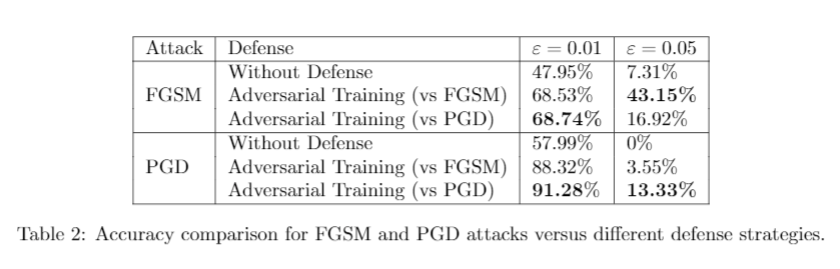 Attack Defense ε = 0.01 ε = 0.05
Without Defense 47.95% 7.31%
FGSM Adversarial Training (vs FGSM) 68.53% 43.15%
Adversarial Training (vs PGD) 68.74% 16.92%
Without Defense 57.99% 0%
PGD Adversarial Training (vs FGSM) 88.32% 3.55%
Adversarial Training (vs PGD) 91.28% 13.33%
Table 2: Accuracy comparison for FGSM and PGD attacks versus different defense strategies.